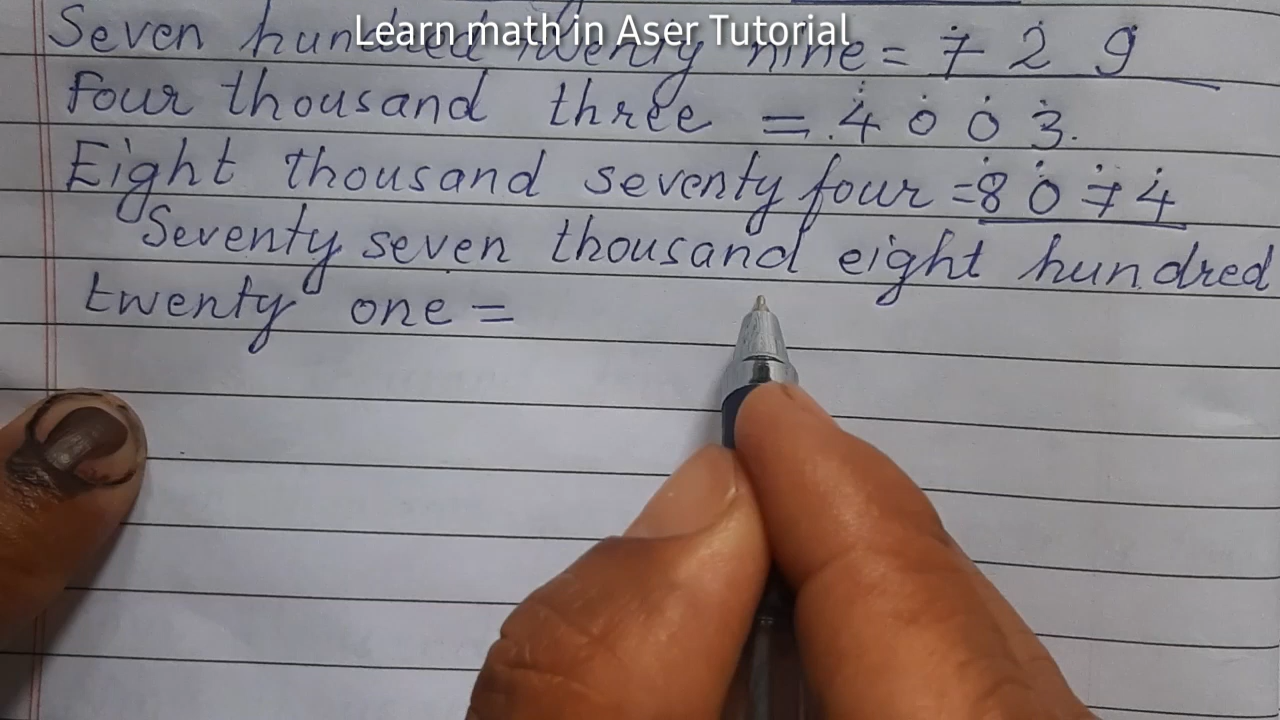 Learn math in Aser Tutorial
Seven hundred twenty nine = 7 2 9
four thousand three = 4 0 0 3.
Eight thousand seventy four = 8 0 7 4
Seventy seven thousand eight hundred
twenty one =